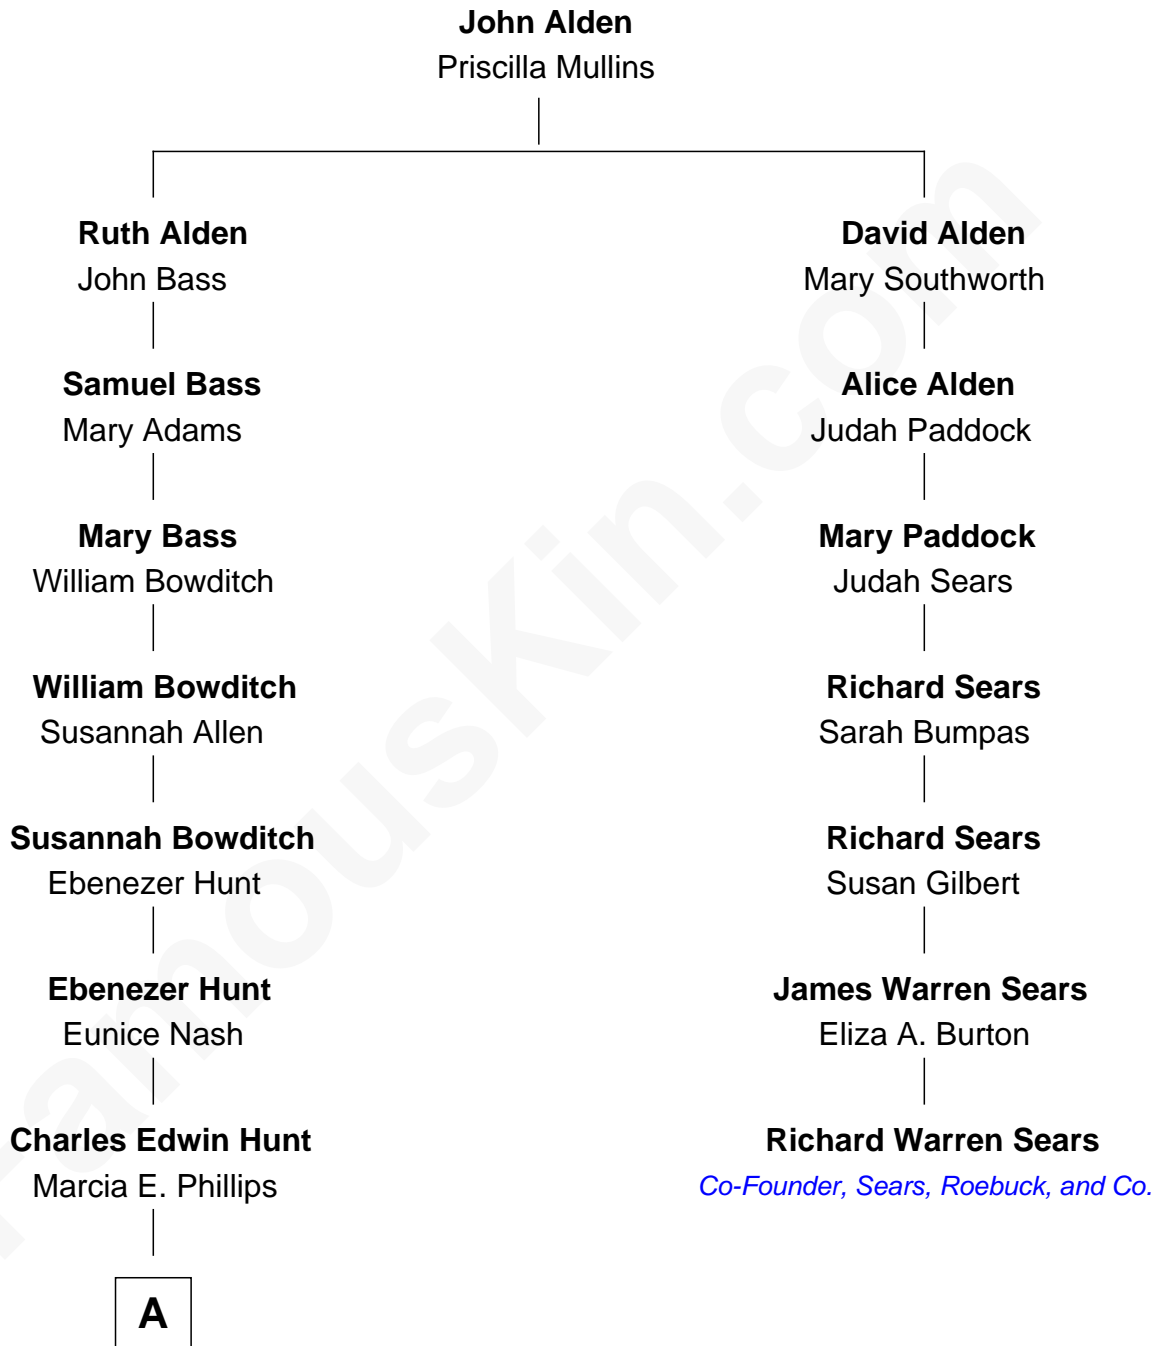 John Alden
Priscilla Mullins
Ruth Alden
John Bass
David Alden
Mary Southworth
Samuel Bass
Mary Adams
Alice Alden
Judah Paddock
Mary Bass
William Bowditch
Mary Paddock
Judah Sears
William Bowditch
Susannah Allen
Richard Sears
Sarah Bumpas
Susannah Bowditch
Ebenezer Hunt
Richard Sears
Susan Gilbert
Ebenezer Hunt
Eunice Nash
James Warren Sears
Eliza A. Burton
Charles Edwin Hunt
Marcia E. Phillips
Richard Warren Sears
Co-Founder, Sears, Roebuck, and Co.
A
FamousKin.com